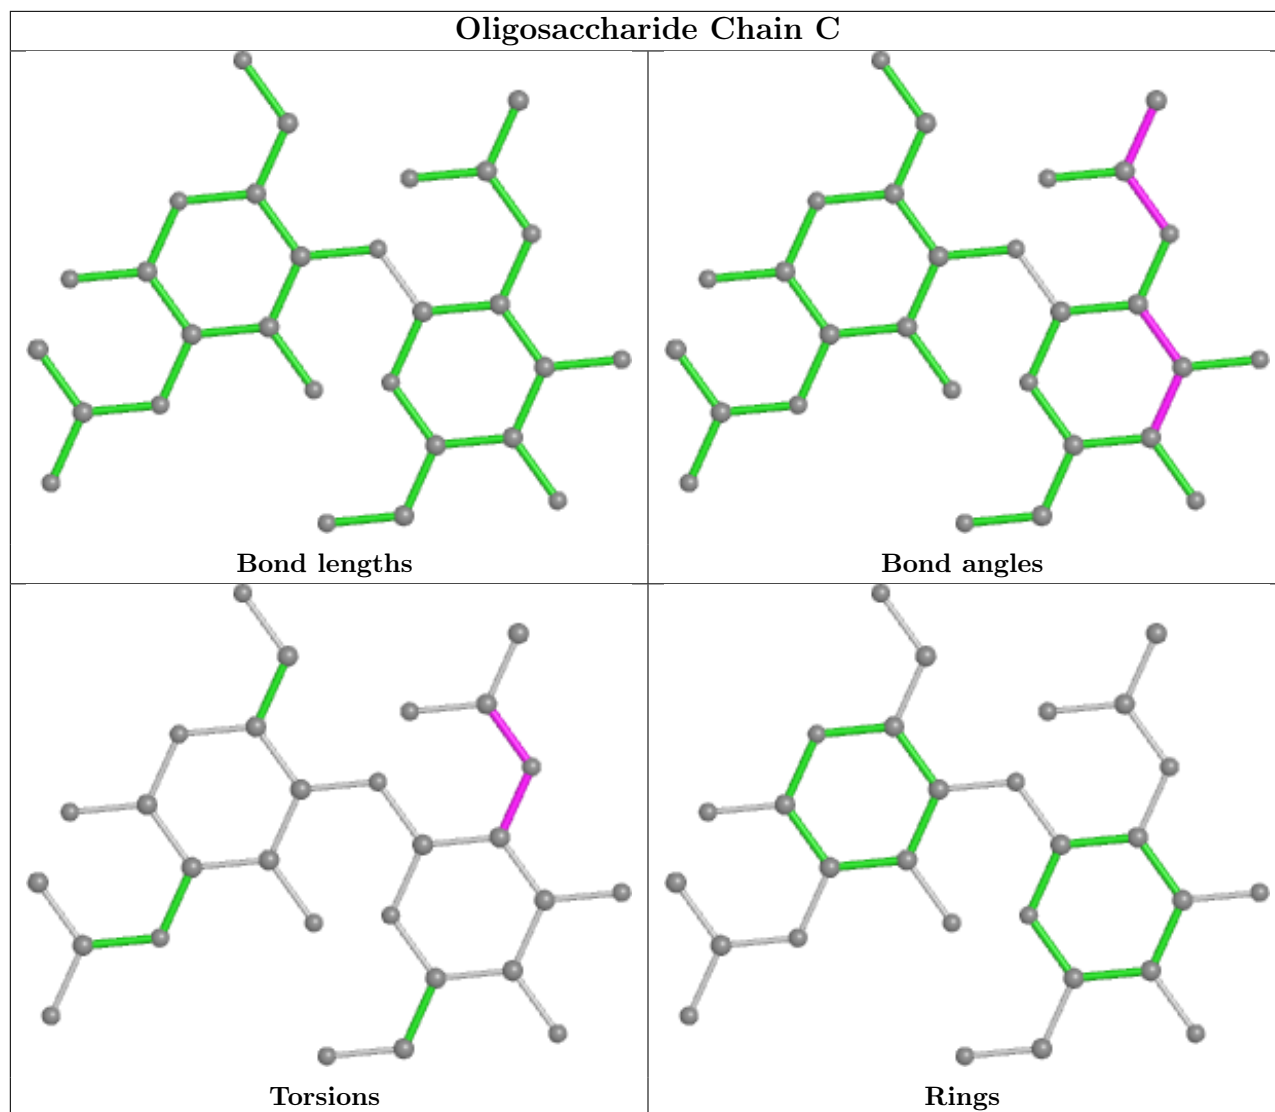 Oligosaccharide Chain C
Bond lengths
Bond angles
Torsions
Rings